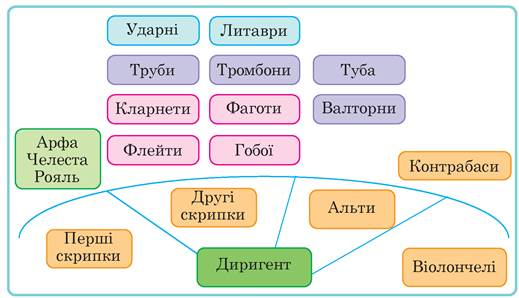 Ударні
Литаври
Труби
Тромбони
Туба
Кларнети
Фаготи
Валторни
Арфа
Челеста
Рояль
Флейти
Гобої
Контрабаси
Другі
скрипки
Альти
Перші
скрипки
Диригент
Віолончелі